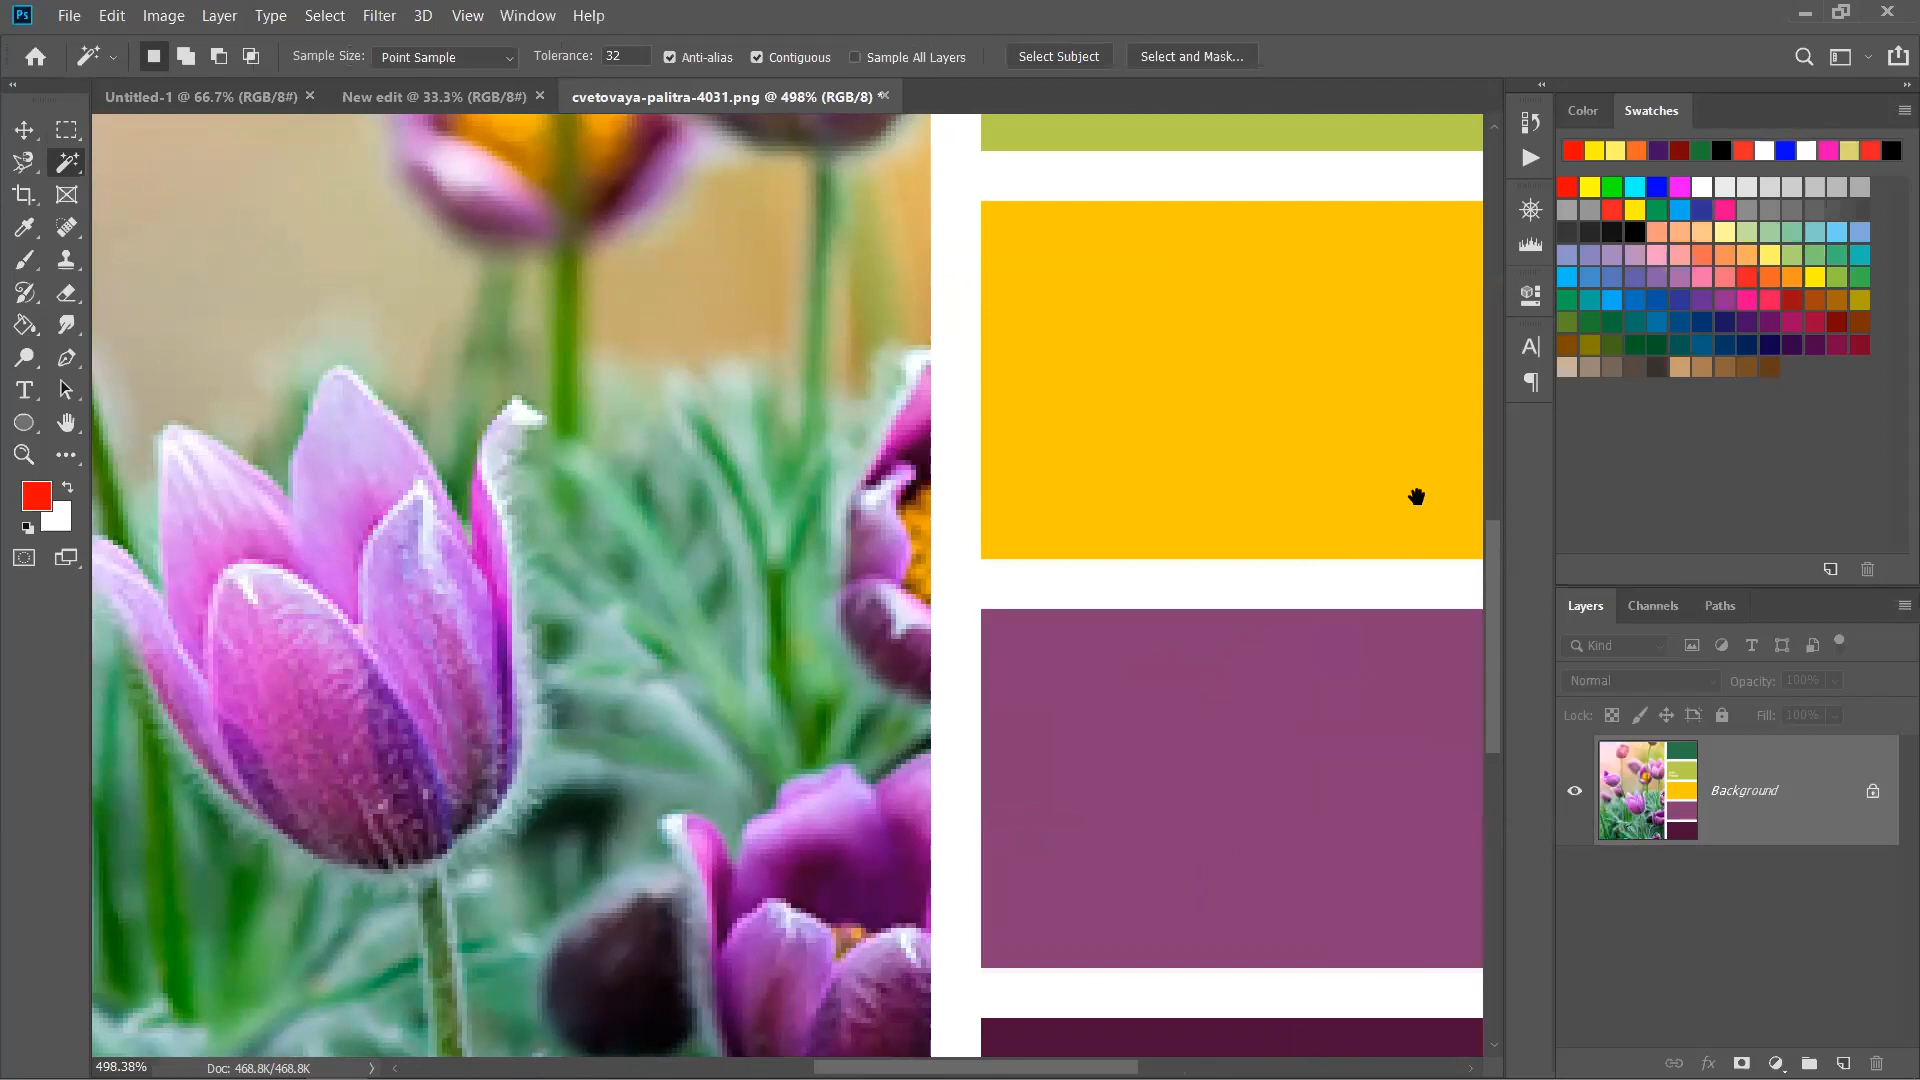 Ps File Edit Image Layer Type Select Filter 3D View Window Help
Sample Size: Point Sample Tolerance: 32 Anti-alias Contiguous Sample All Layers Select Subject Select and Mask...
Untitled-1 @ 66.7% (RGB/8#) New edit @ 33.3% (RGB/8#) cvetovaya-palitra-4031.png @ 498% (RGB/8) *
Color Swatches
Layers Channels Paths
Kind
Normal Opacity: 100%
Lock: Fill: 100%
Background
498.38% Doc: 468.8K/468.8K